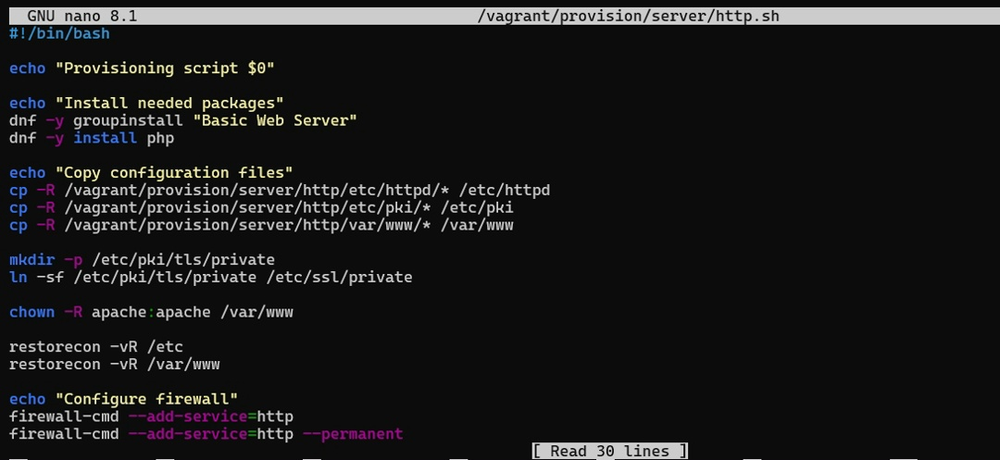 GNU nano 8.1 /vagrant/provision/server/http.sh
#!/bin/bash
echo "Provisioning script $0"
echo "Install needed packages"
dnf -y groupinstall "Basic Web Server"
dnf -y install php
echo "Copy configuration files"
cp -R /vagrant/provision/server/http/etc/httpd/* /etc/httpd
cp -R /vagrant/provision/server/http/etc/pki/* /etc/pki
cp -R /vagrant/provision/server/http/var/www/* /var/www
mkdir -p /etc/pki/tls/private
ln -sf /etc/pki/tls/private /etc/ssl/private
chown -R apache:apache /var/www
restorecon -vR /etc
restorecon -vR /var/www
echo "Configure firewall"
firewall-cmd --add-service=http
firewall-cmd --add-service=http --permanent
[ Read 30 lines ]